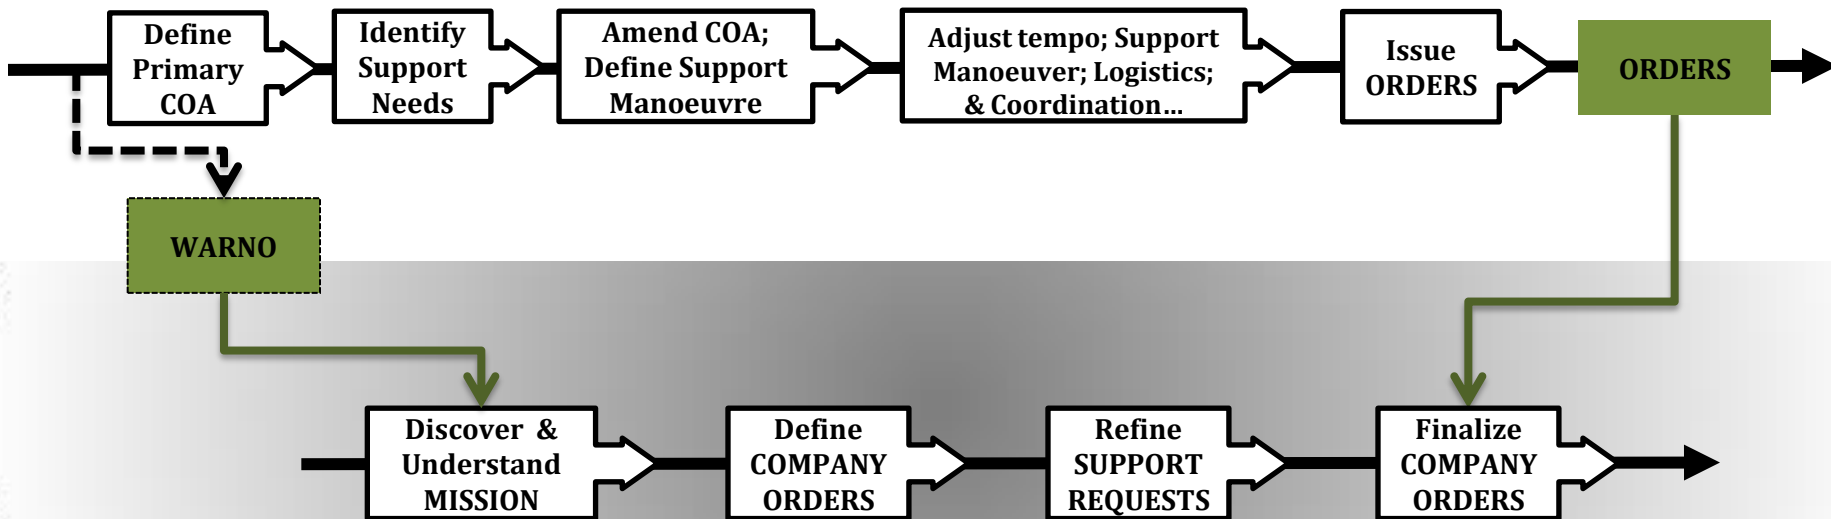 Define
Primary
COA
Identify
Support
Needs
Amend COA;
Define Support
Manoeuvre
Adjust tempo; Support
Manoeuver; Logistics;
& Coordination…
Issue
ORDERS
ORDERS
WARNO
Discover &
Understand
MISSION
Define
COMPANY
ORDERS
Refine
SUPPORT
REQUESTS
Finalize
COMPANY
ORDERS